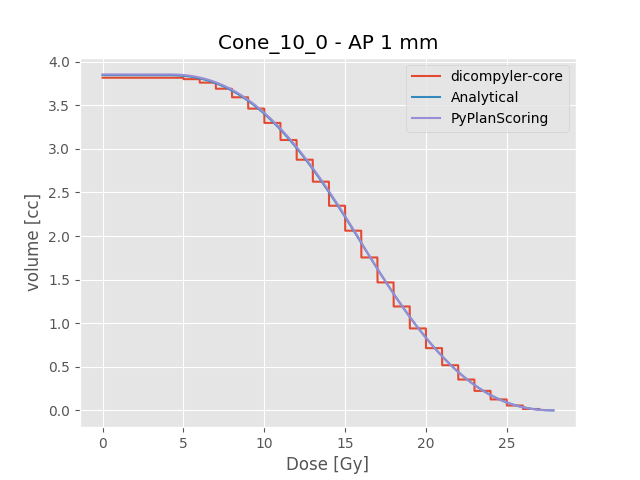 Cone_10_0 - AP 1 mm
dicompyler-core
Analytical
PyPlanScoring
volume [cc]
4.0
3.5
3.0
2.5
2.0
1.5
1.0
0.5
0.0
0 5 10 15 20 25
Dose [Gy]